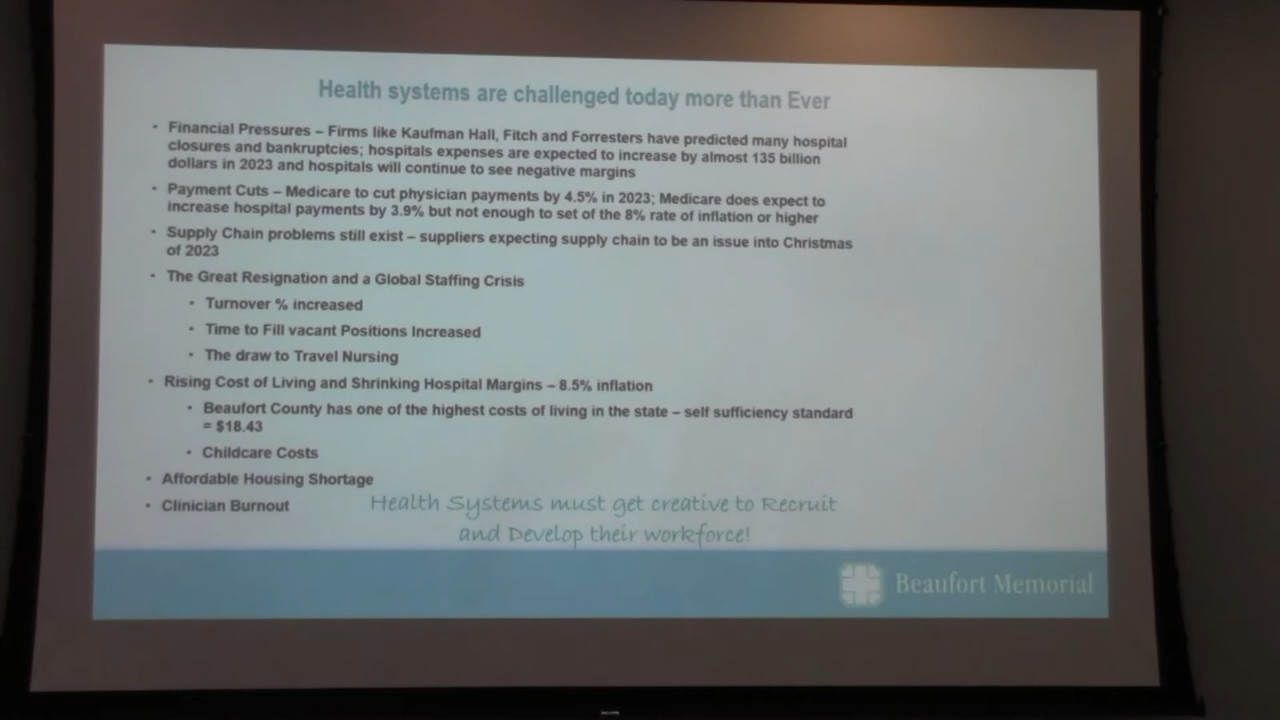 Health systems are challenged today more than Ever
• Financial Pressures – Firms like Kaufman Hall, Fitch and Forresters have predicted many hospital
closures and bankruptcies; hospitals expenses are expected to increase by almost 135 billion
dollars in 2023 and hospitals will continue to see negative margins
• Payment Cuts – Medicare to cut physician payments by 4.5% in 2023; Medicare does expect to
increase hospital payments by 3.9% but not enough to set of the 8% rate of inflation or higher
• Supply Chain problems still exist – suppliers expecting supply chain to be an issue into Christmas
of 2023
• The Great Resignation and a Global Staffing Crisis
• Turnover % increased
• Time to Fill vacant Positions Increased
• The draw to Travel Nursing
• Rising Cost of Living and Shrinking Hospital Margins – 8.5% inflation
• Beaufort County has one of the highest costs of living in the state – self sufficiency standard
= $18.43
• Childcare Costs
• Affordable Housing Shortage
• Clinician Burnout
Health Systems must get creative to Recruit
and Develop their workforce!
Beaufort Memorial